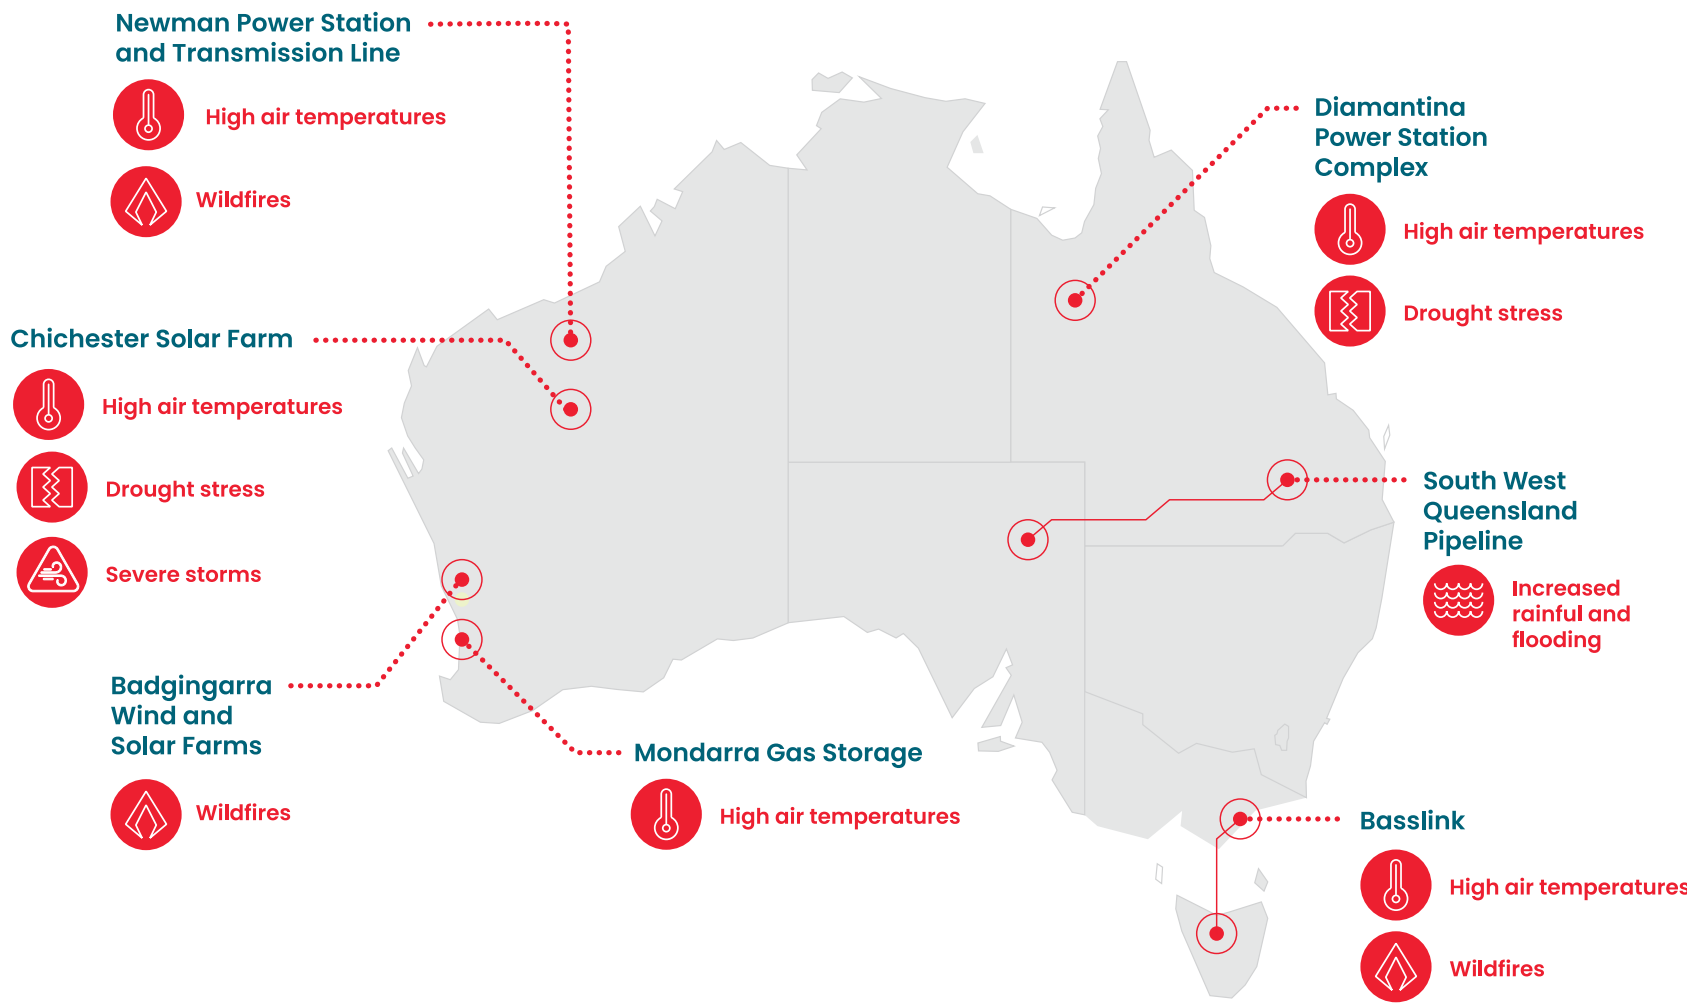 Newman Power Station
and Transmission Line
High air temperatures
Wildfires
Chichester Solar Farm
High air temperatures
Drought stress
Severe storms
Badgingarra
Wind and
Solar Farms
Wildfires
Mondarra Gas Storage
High air temperatures
Diamantina
Power Station
Complex
High air temperatures
Drought stress
South West
Queensland
Pipeline
Increased
rainful and
flooding
Basslink
High air temperatures
Wildfires